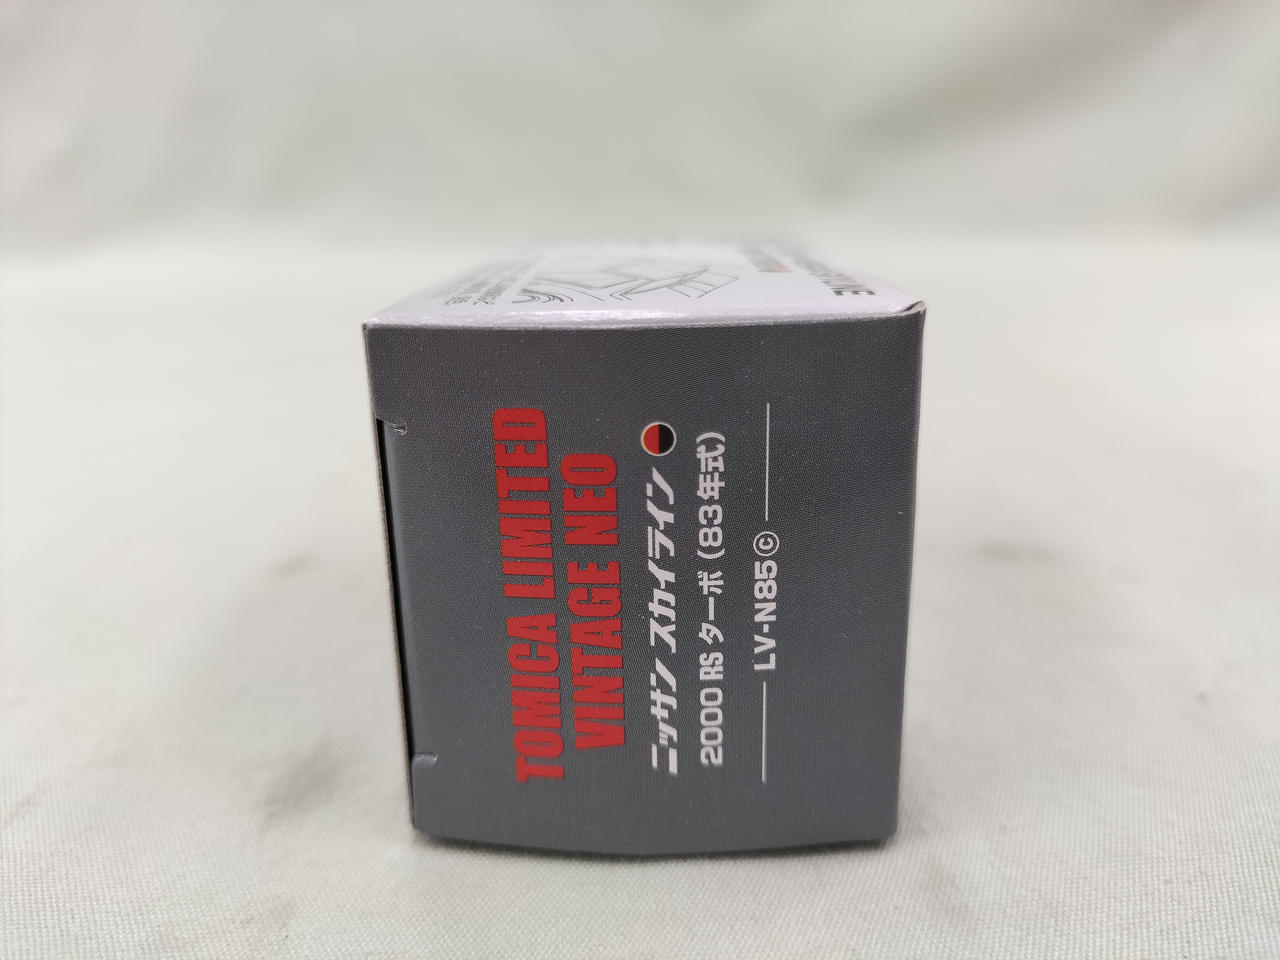 TOMICA LIMITED
VINTAGE NEO
ニッサン スカイライン
2000 RS ターボ (83年式)
LV-N85ⓒ